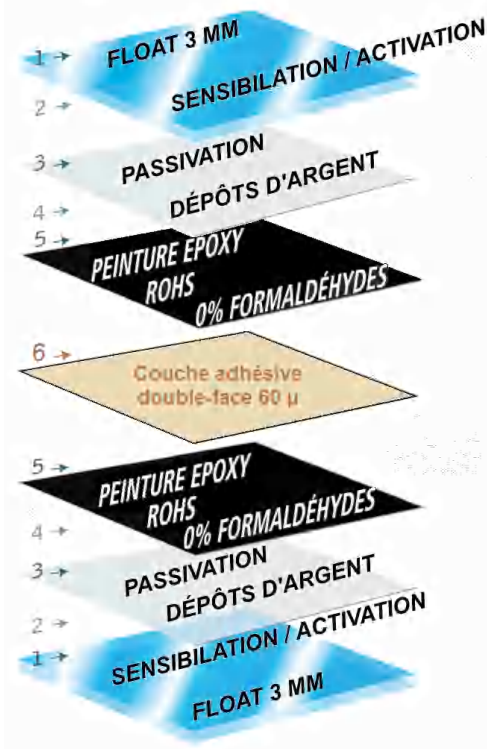 1 → FLOAT 3 MM
2 → SENSIBILATION / ACTIVATION
3 → PASSIVATION
4 → DÉPÔTS D'ARGENT
5 → PEINTURE EPOXY
ROHS
0% FORMALDÉHYDES
6 → Couche adhésive
double-face 60 µ
5 → PEINTURE EPOXY
ROHS
0% FORMALDÉHYDES
4 →
3 → PASSIVATION
DÉPÔTS D'ARGENT
2 → SENSIBILATION / ACTIVATION
1 → FLOAT 3 MM